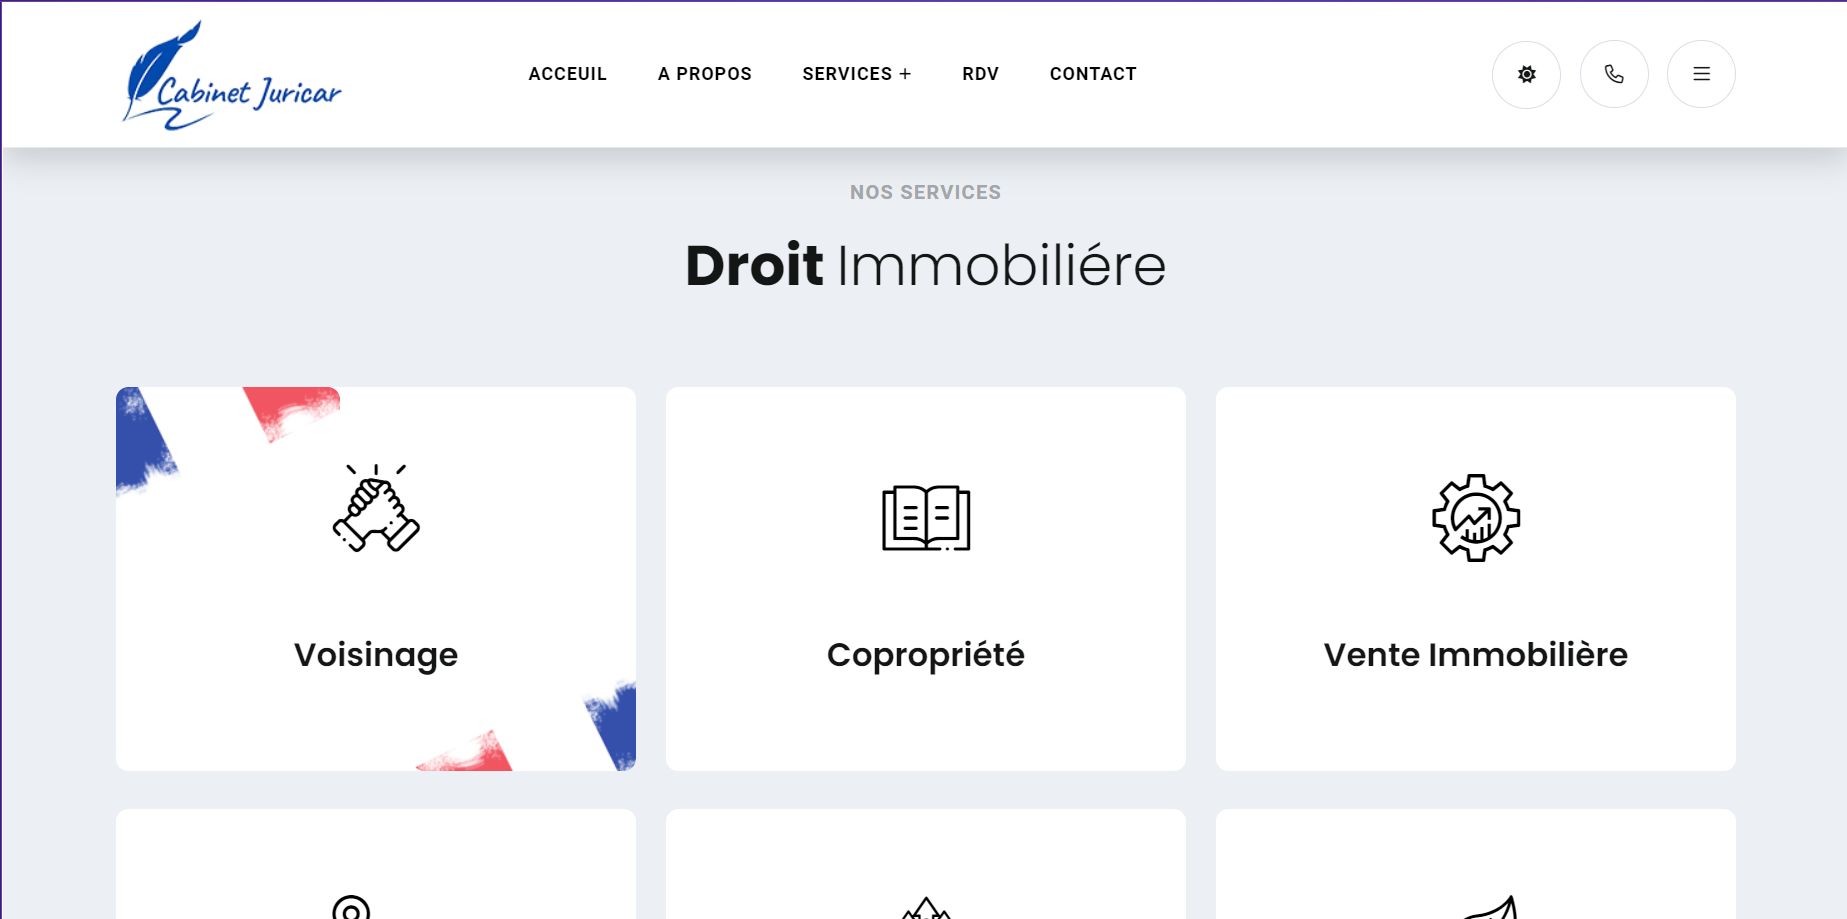 Cabinet Juricar
ACCEUIL A PROPOS SERVICES + RDV CONTACT
NOS SERVICES
Droit Immobiliére
Voisinage
Copropriété
Vente Immobilière